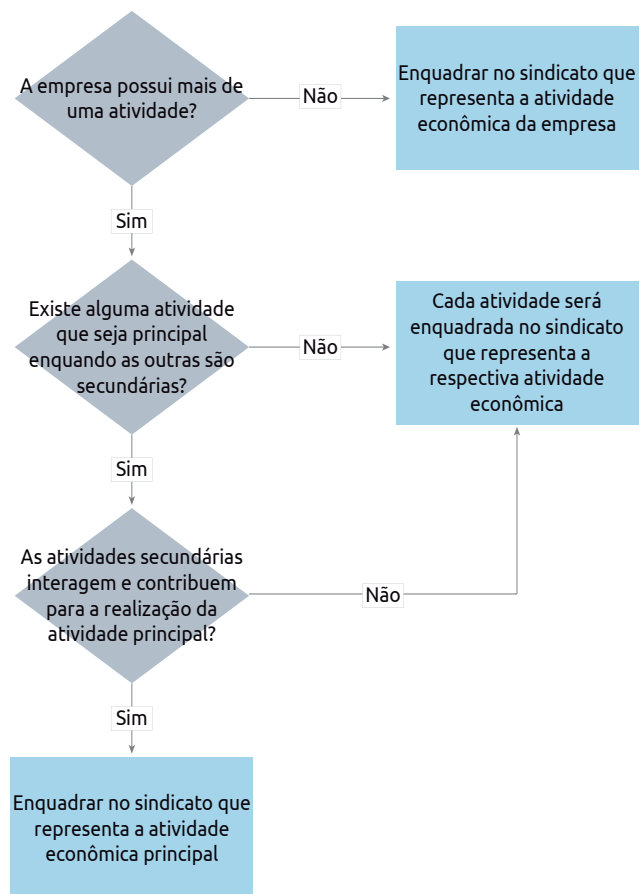 A empresa possui mais de
uma atividade?
Não
Enquadrar no sindicato que
representa a atividade
econômica da empresa
Sim
Existe alguma atividade
que seja principal
enquando as outras são
secundárias?
Não
Cada atividade será
enquadrada no sindicato
que representa a
respectiva atividade
econômica
Sim
As atividades secundárias
interagem e contribuem
para a realização da
atividade principal?
Não
Sim
Enquadrar no sindicato que
representa a atividade
econômica principal